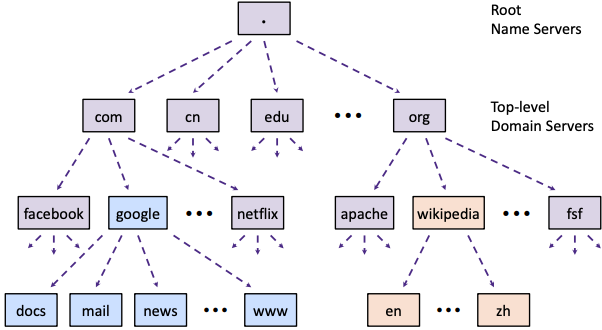 .
Root
Name Servers
com
cn
edu
•••
org
Top-level
Domain Servers
facebook
google
•••
netflix
apache
wikipedia
•••
fsf
docs
mail
news
•••
www
en
•••
zh